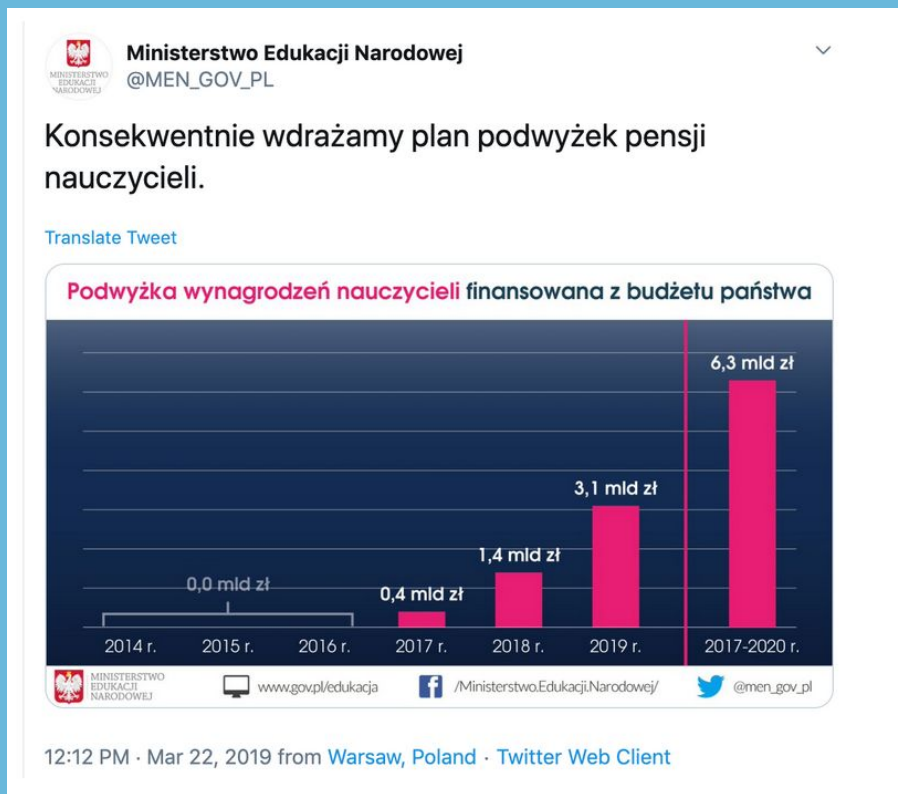 Ministerstwo Edukacji Narodowej
@MEN_GOV_PL
MINISTERSTWO
EDUKACJI
NARODOWEJ
Konsekwentnie wdrażamy plan podwyżek pensji
nauczycieli.
Translate Tweet
Podwyżka wynagrodzeń nauczycieli finansowana z budżetu państwa
6,3 mld zł
3,1 mld zł
1,4 mld zł
0,0 mld zł
0,4 mld zł
2014 r. 2015 r. 2016 r. 2017 r. 2018 r. 2019 r. 2017-2020 r.
MINISTERSTWO
EDUKACJI
NARODOWEJ
www.gov.pl/edukacja
/Ministerstwo.Edukacji.Narodowej/
@men_gov_pl
12:12 PM · Mar 22, 2019 from Warsaw, Poland · Twitter Web Client